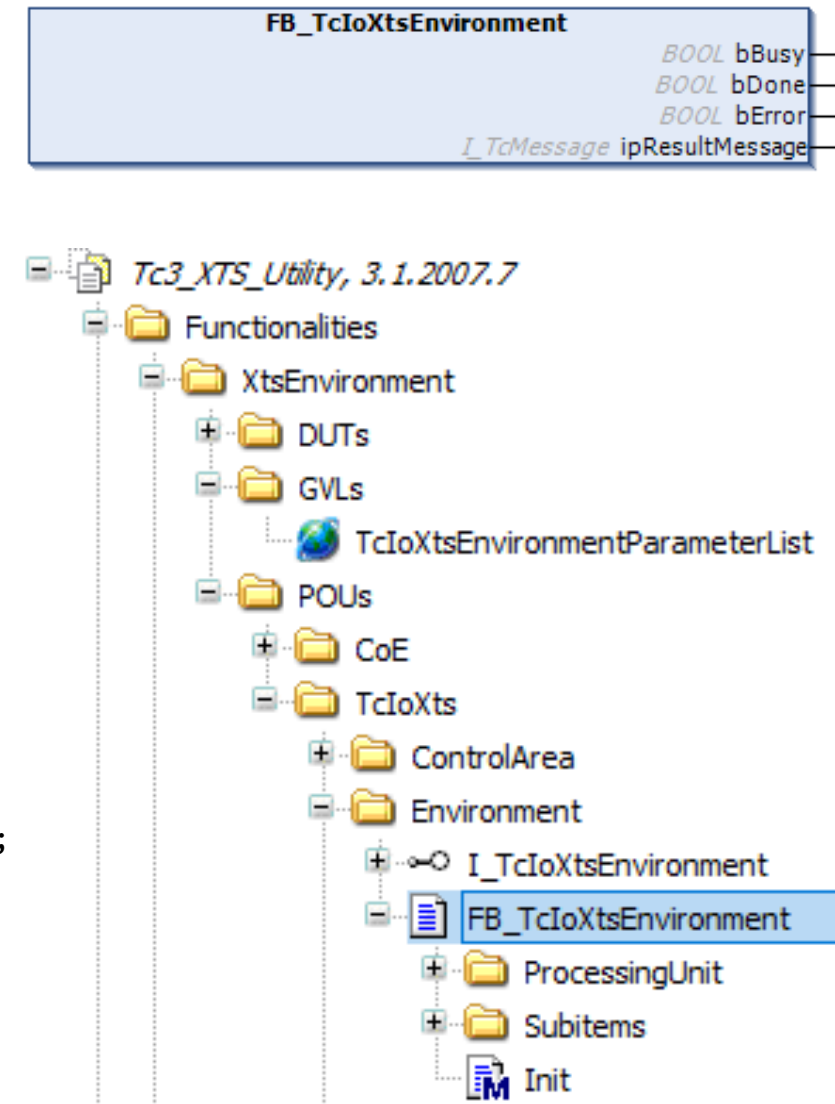 FB_TcIoXtsEnvironment
BOOL bBusy
BOOL bDone
BOOL bError
I_TcMessage ipResultMessage
Tc3_XTS_Utility, 3.1.2007.7
Functionalities
XtsEnvironment
DUTs
GVLs
TcIoXtsEnvironmentParameterList
POUs
CoE
TcIoXts
ControlArea
Environment
;
I_TcIoXtsEnvironment
FB_TcIoXtsEnvironment
ProcessingUnit
Subitems
M Init